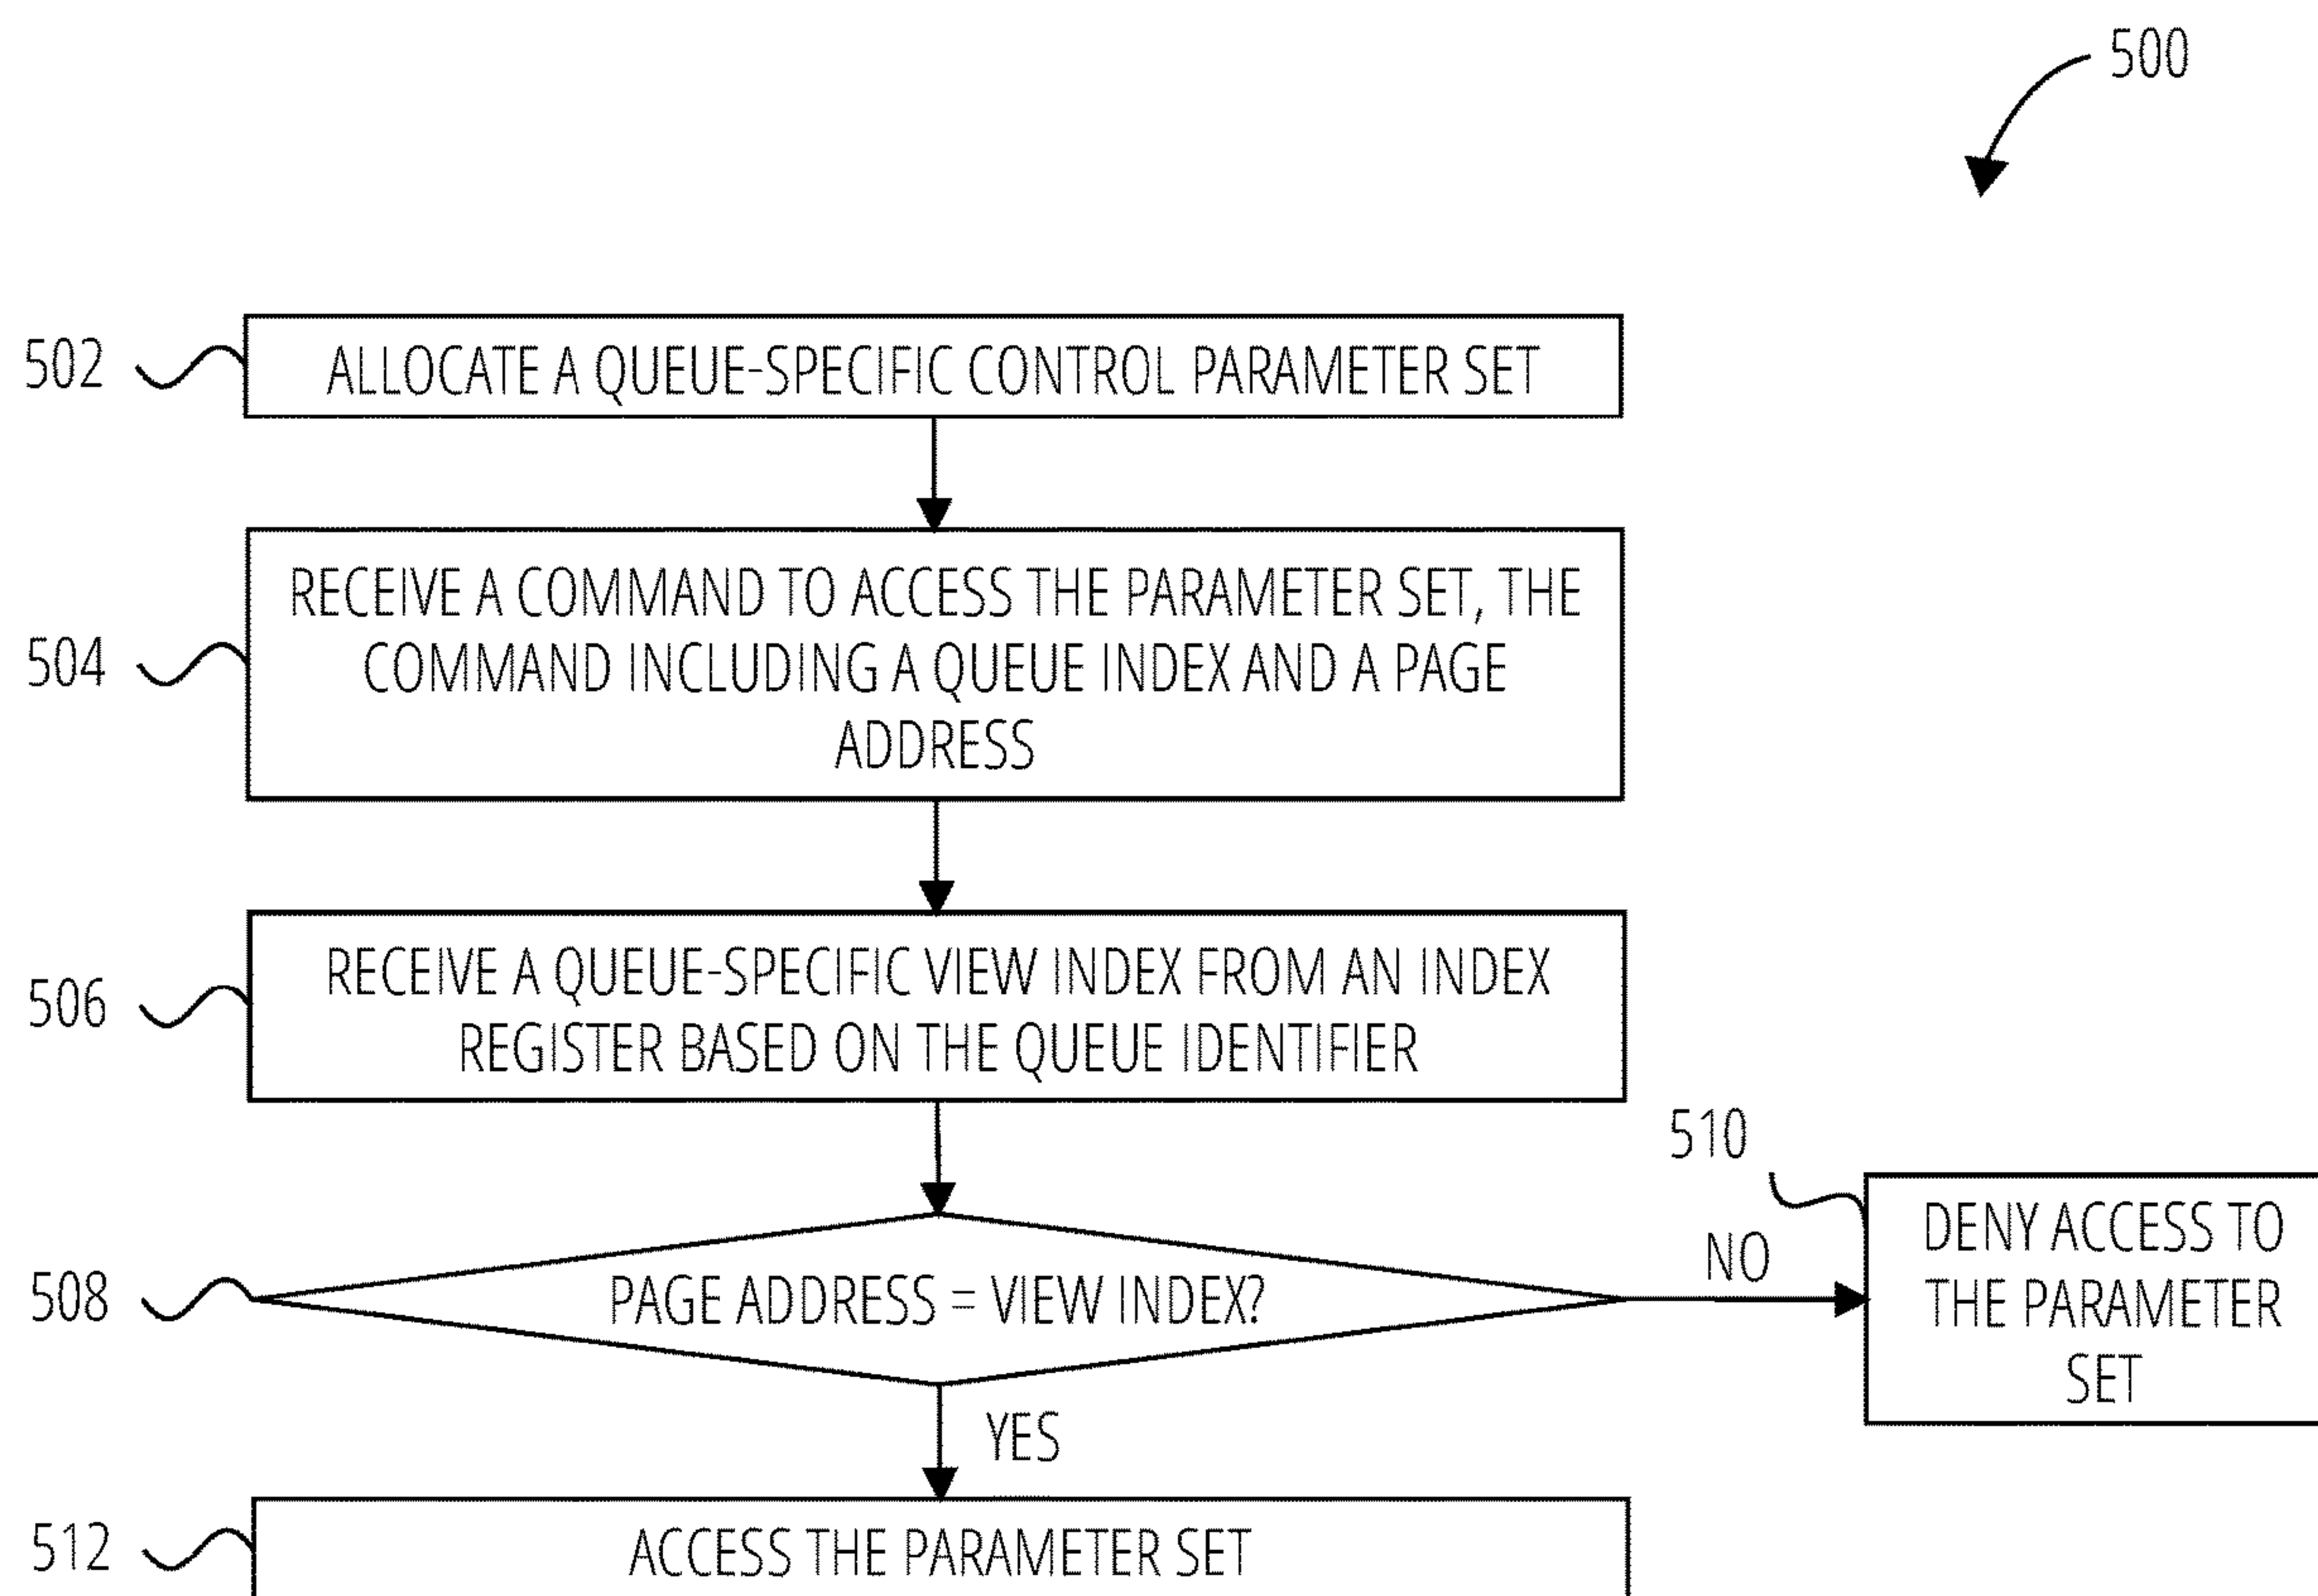 500
502
ALLOCATE A QUEUE-SPECIFIC CONTROL PARAMETER SET
504
RECEIVE A COMMAND TO ACCESS THE PARAMETER SET, THE
COMMAND INCLUDING A QUEUE INDEX AND A PAGE
ADDRESS
506
RECEIVE A QUEUE-SPECIFIC VIEW INDEX FROM AN INDEX
REGISTER BASED ON THE QUEUE IDENTIFIER
508
PAGE ADDRESS = VIEW INDEX?
NO
510
DENY ACCESS TO
THE PARAMETER
SET
YES
512
ACCESS THE PARAMETER SET